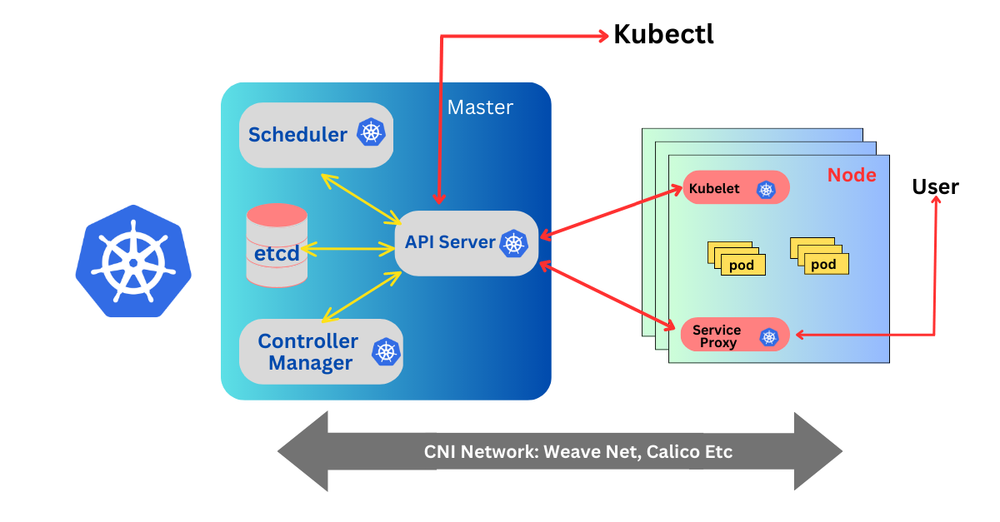 Kubectl
Master
Scheduler
etcd
API Server
Controller
Manager
Node
Kubelet
User
pod
pod
Service
Proxy
CNI Network: Weave Net, Calico Etc